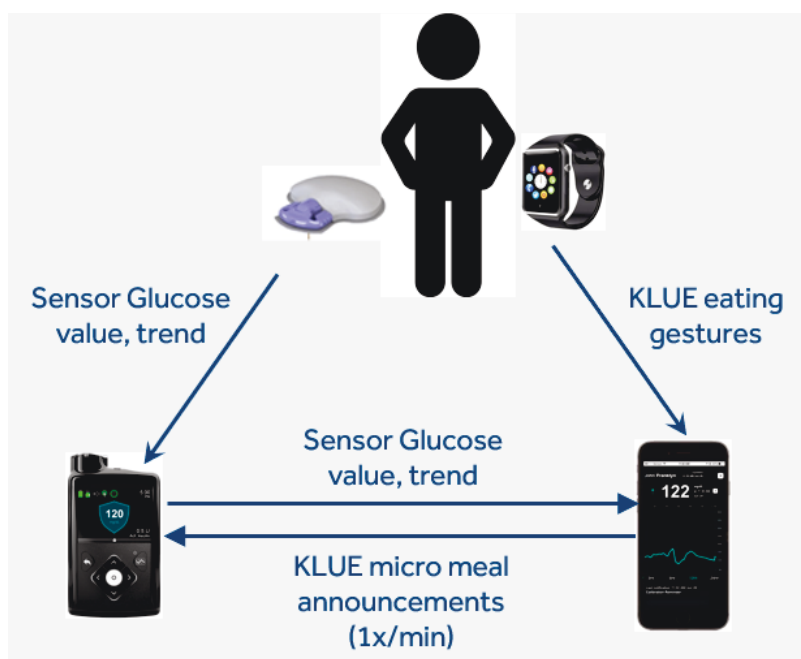 Sensor Glucose
value, trend
KLUE eating
gestures
Sensor Glucose
value, trend
120
122
KLUE micro meal
announcements
(1x/min)